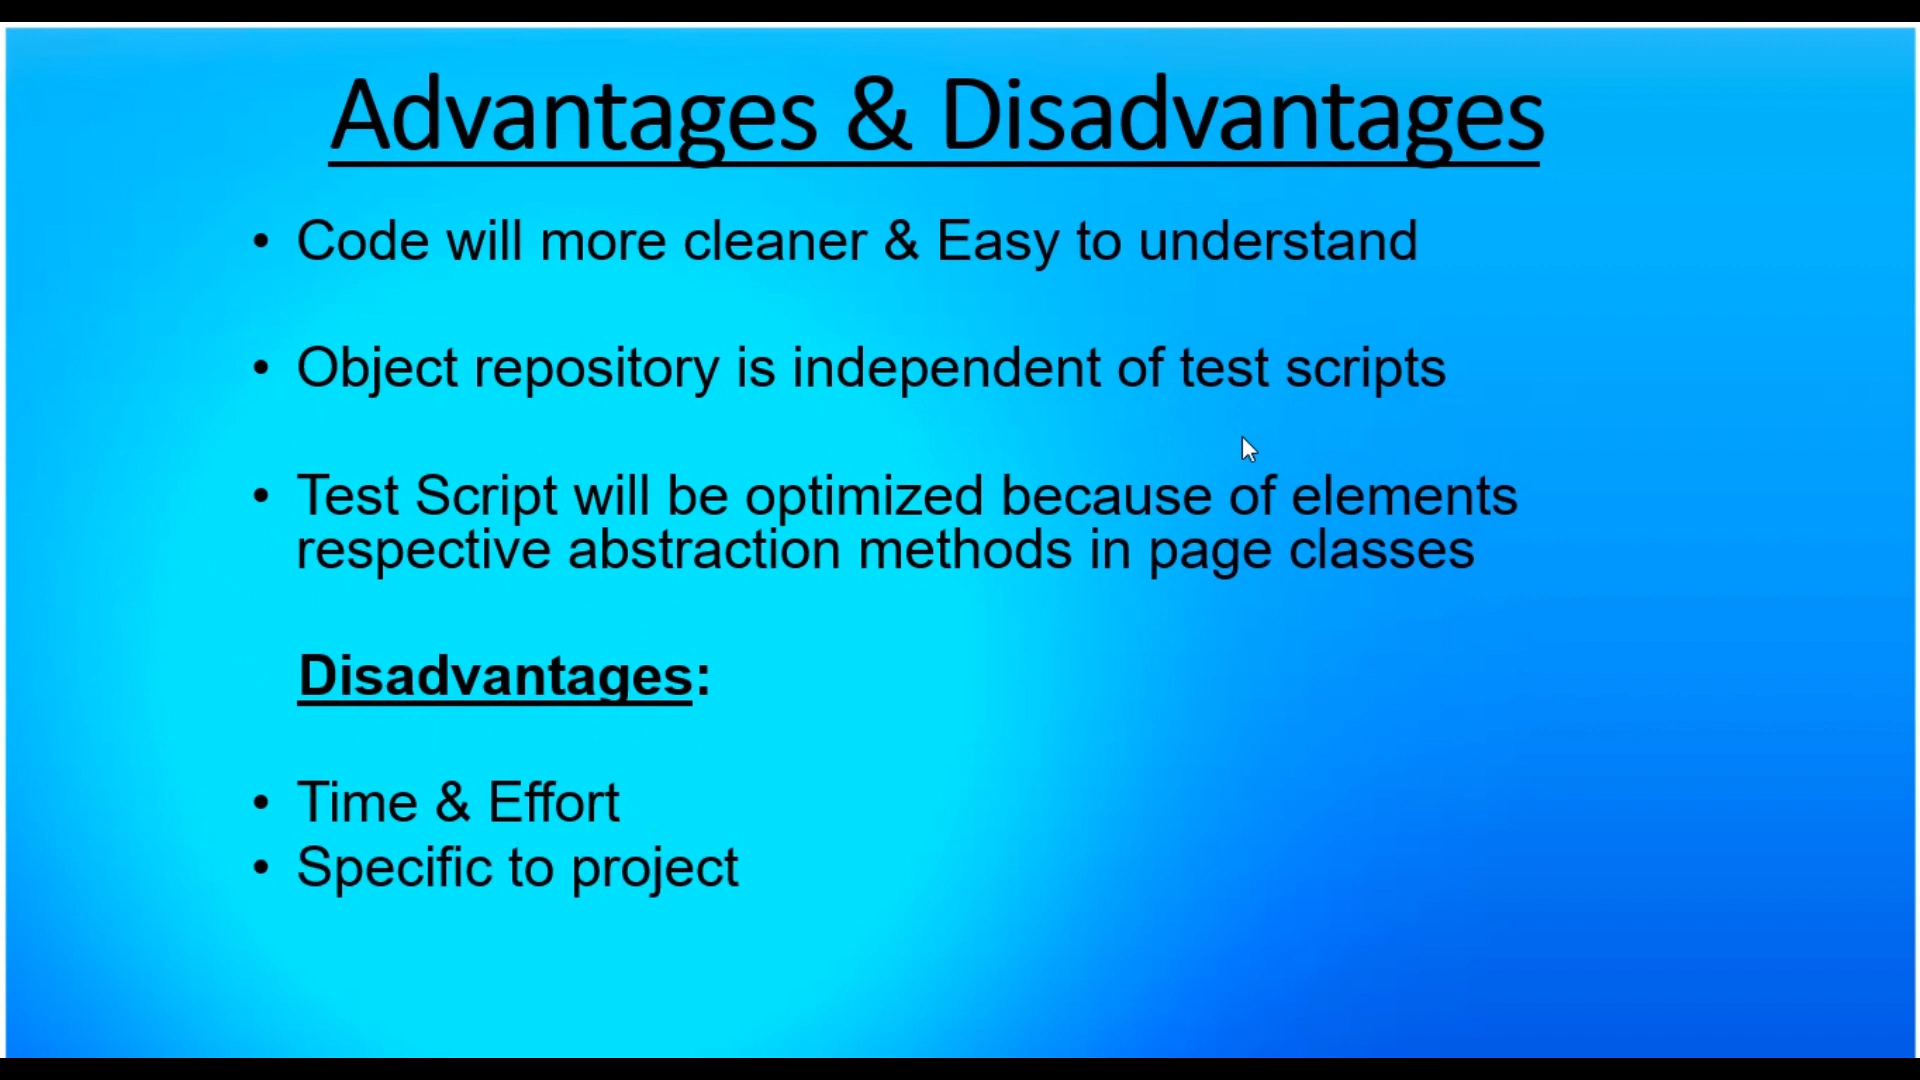 Advantages & Disadvantages
• Code will more cleaner & Easy to understand
• Object repository is independent of test scripts
• Test Script will be optimized because of elements
respective abstraction methods in page classes
Disadvantages:
• Time & Effort
• Specific to project